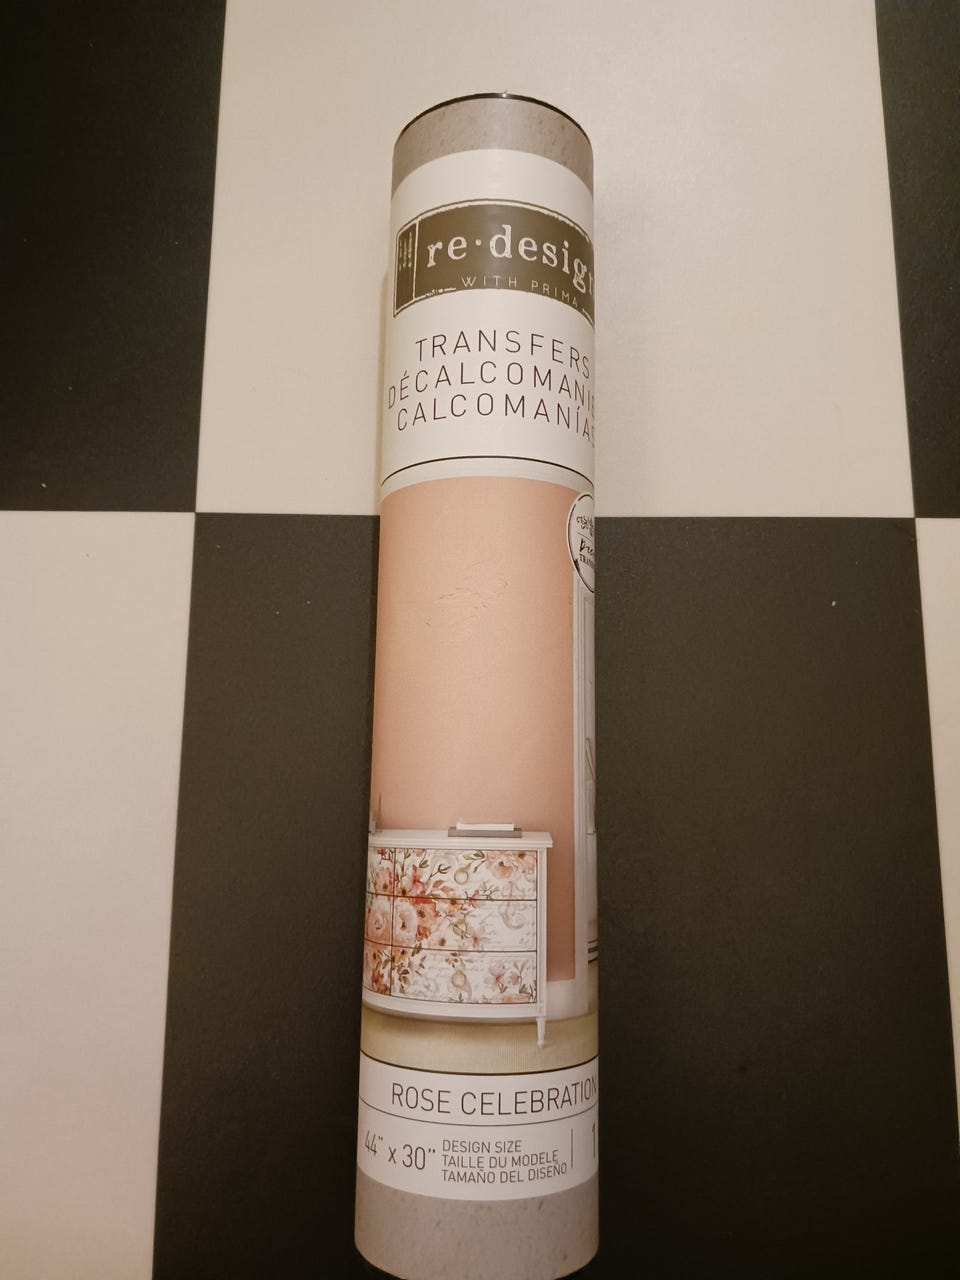 re·design
WITH PRIMA
TRANSFERS
DÉCALCOMANIE
CALCOMANÍAS
ROSE CELEBRATION
44" x 30"
DESIGN SIZE
TAILLE DU MODELE
TAMAÑO DEL DISEÑO
1